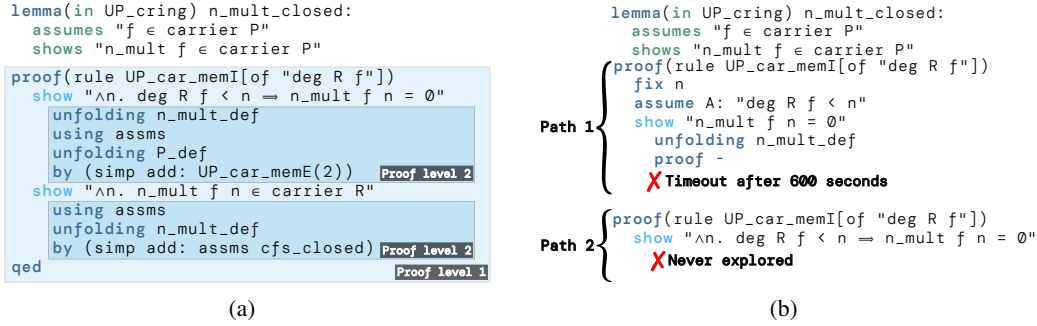 lemma(in UP_cring) n_mult_closed:
assumes "f ∈ carrier P"
shows "n_mult f ∈ carrier P"
proof(rule UP_car_memI[of "deg R f"])
show "∧n. deg R f < n ⟹ n_mult f n = 0"
unfolding n_mult_def
using assms
unfolding P_def
by (simp add: UP_car_memE(2))
Proof level 2
show "∧n. n_mult f n ∈ carrier R"
using assms
unfolding n_mult_def
by (simp add: assms cfs_closed)
Proof level 2
qed
Proof level 1
(a)
lemma(in UP_cring) n_mult_closed:
assumes "f ∈ carrier P"
shows "n_mult f ∈ carrier P"
Path 1
proof(rule UP_car_memI[of "deg R f"])
fix n
assume A: "deg R f < n"
show "n_mult f n = 0"
unfolding n_mult_def
proof -
✗ Timeout after 600 seconds
Path 2
proof(rule UP_car_memI[of "deg R f"])
show "∧n. deg R f < n ⟹ n_mult f n = 0"
✗ Never explored
(b)